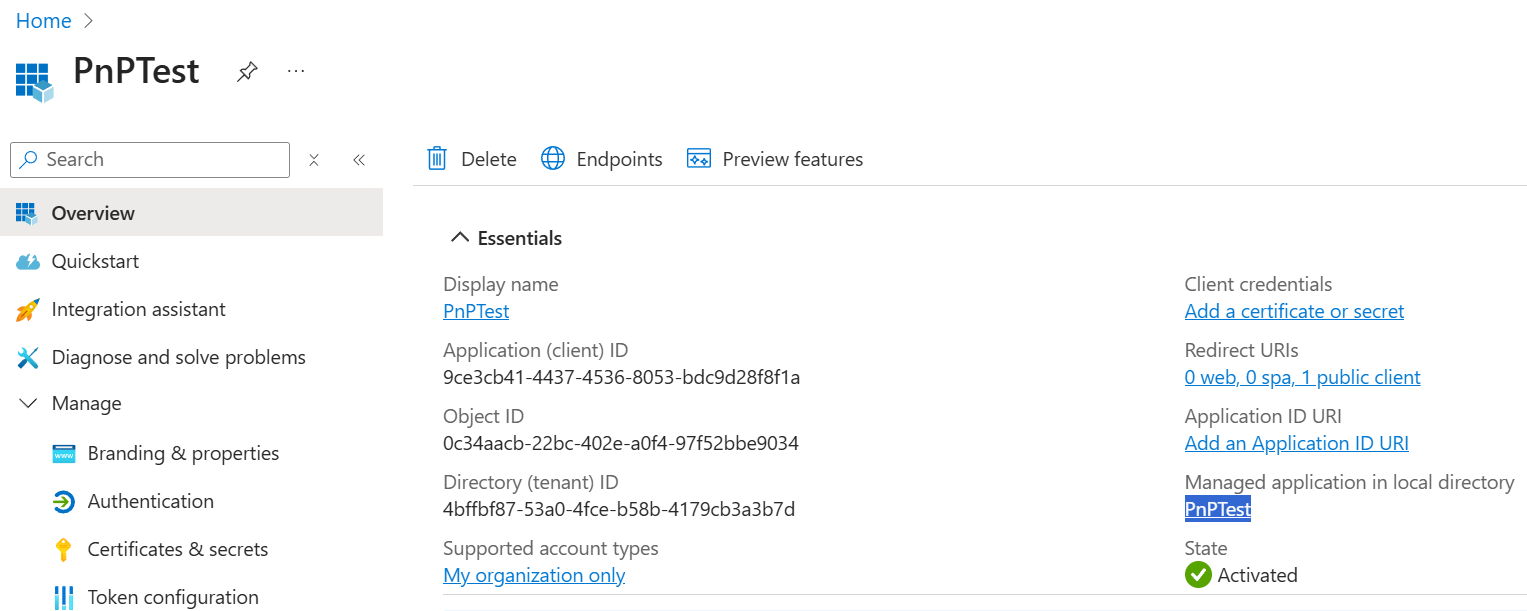 Home
PnPTest
Search
Delete
Endpoints
Preview features
Overview
Quickstart
Integration assistant
Diagnose and solve problems
Manage
Branding & properties
Authentication
Certificates & secrets
Token configuration
Essentials
Display name
PnPTest
Application (client) ID
9ce3cb41-4437-4536-8053-bdc9d28f8f1a
Object ID
0c34aacb-22bc-402e-a0f4-97f52bbe9034
Directory (tenant) ID
4bffbf87-53a0-4fce-b58b-4179cb3a3b7d
Supported account types
My organization only
Client credentials
Add a certificate or secret
Redirect URIs
0 web, 0 spa, 1 public client
Application ID URI
Add an Application ID URI
Managed application in local directory
PnPTest
State
Activated